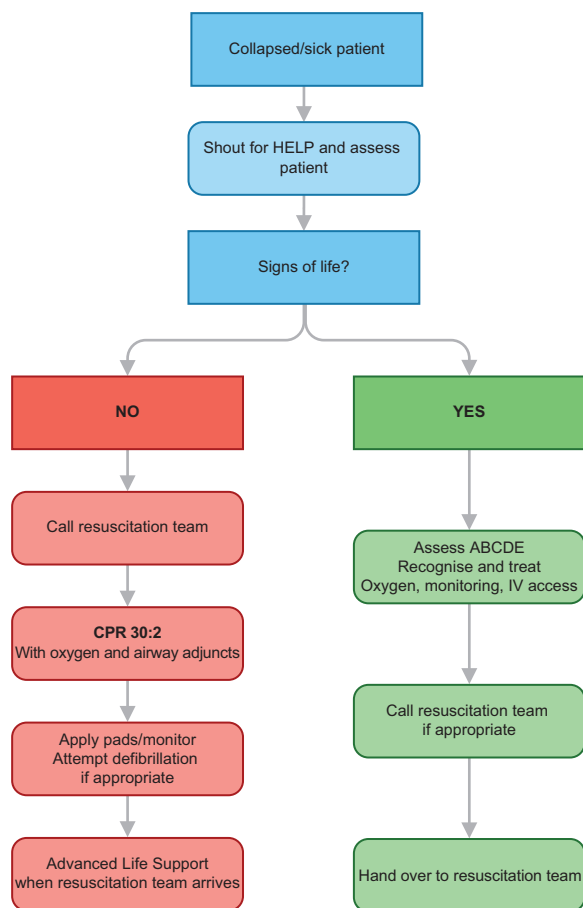 Collapsed/sick patient
Shout for HELP and assess
patient
Signs of life?
NO
Call resuscitation team
CPR 30:2
With oxygen and airway adjuncts
Apply pads/monitor
Attempt defibrillation
if appropriate
Advanced Life Support
when resuscitation team arrives
YES
Assess ABCDE
Recognise and treat
Oxygen, monitoring, IV access
Call resuscitation team
if appropriate
Hand over to resuscitation team